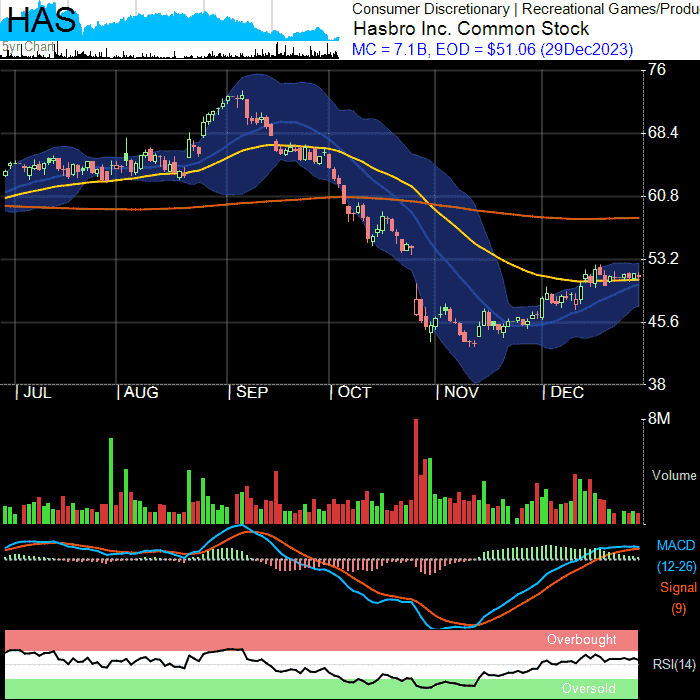 HAS
5yr Chart
Consumer Discretionary | Recreational Games/Produ
Hasbro Inc. Common Stock
MC = 7.1B, EOD = $51.06 (29Dec2023)
76
68.4
60.8
53.2
45.6
38
| JUL | AUG | SEP | OCT | NOV | DEC
8M
Volume
MACD
(12-26)
Signal
(9)
Overbought
RSI(14)
Oversold